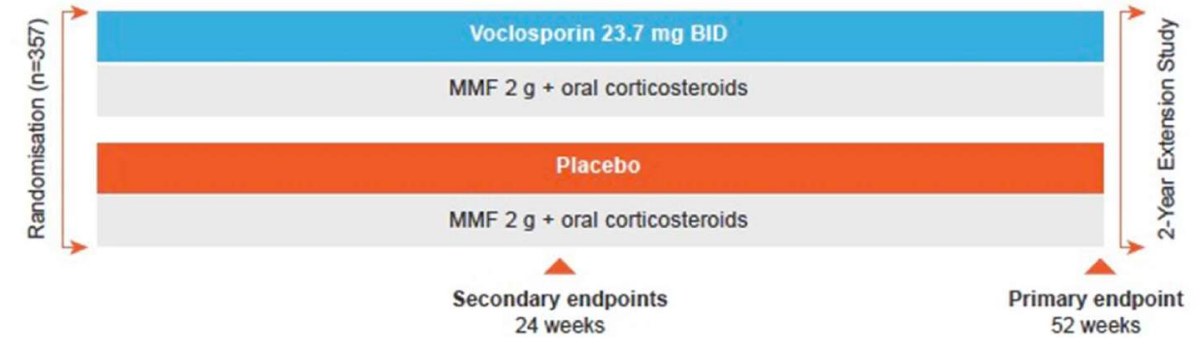 Randomisation (n=357)
Voclosporin 23.7 mg BID
MMF 2 g + oral corticosteroids
Placebo
MMF 2 g + oral corticosteroids
2-Year Extension Study
Secondary endpoints
24 weeks
Primary endpoint
52 weeks